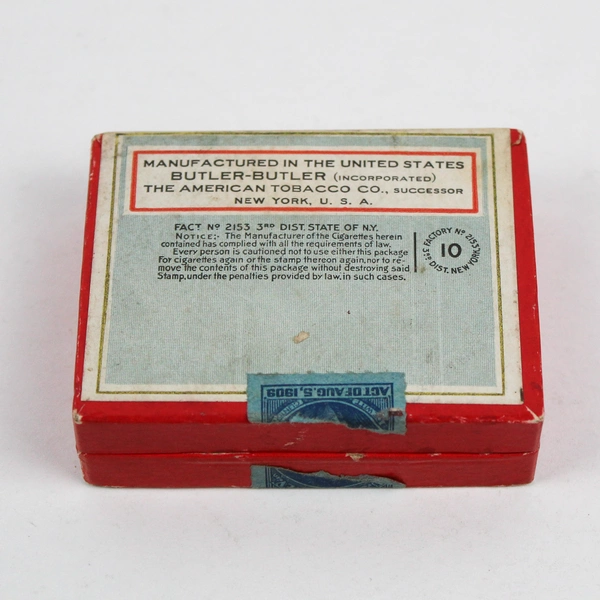 MANUFACTURED IN THE UNITED STATES
BUTLER-BUTLER (INCORPORATED)
THE AMERICAN TOBACCO CO., SUCCESSOR
NEW YORK, U. S. A.
FACT. Nº 2153 3RD DIST. STATE OF N.Y.
NOTICE:- The Manufacturer of the Cigarettes herein
contained has complied with all the requirements of law.
Every person is cautioned not to use either this package
For cigarettes again or the stamp thereon again, nor to re-
move the contents of this package without destroying said
Stamp, under the penalties provided by law, in such cases.
FACTORY Nº 2153
10
3RD DIST. NEW YORK
ACT OF AUG. 5, 1909